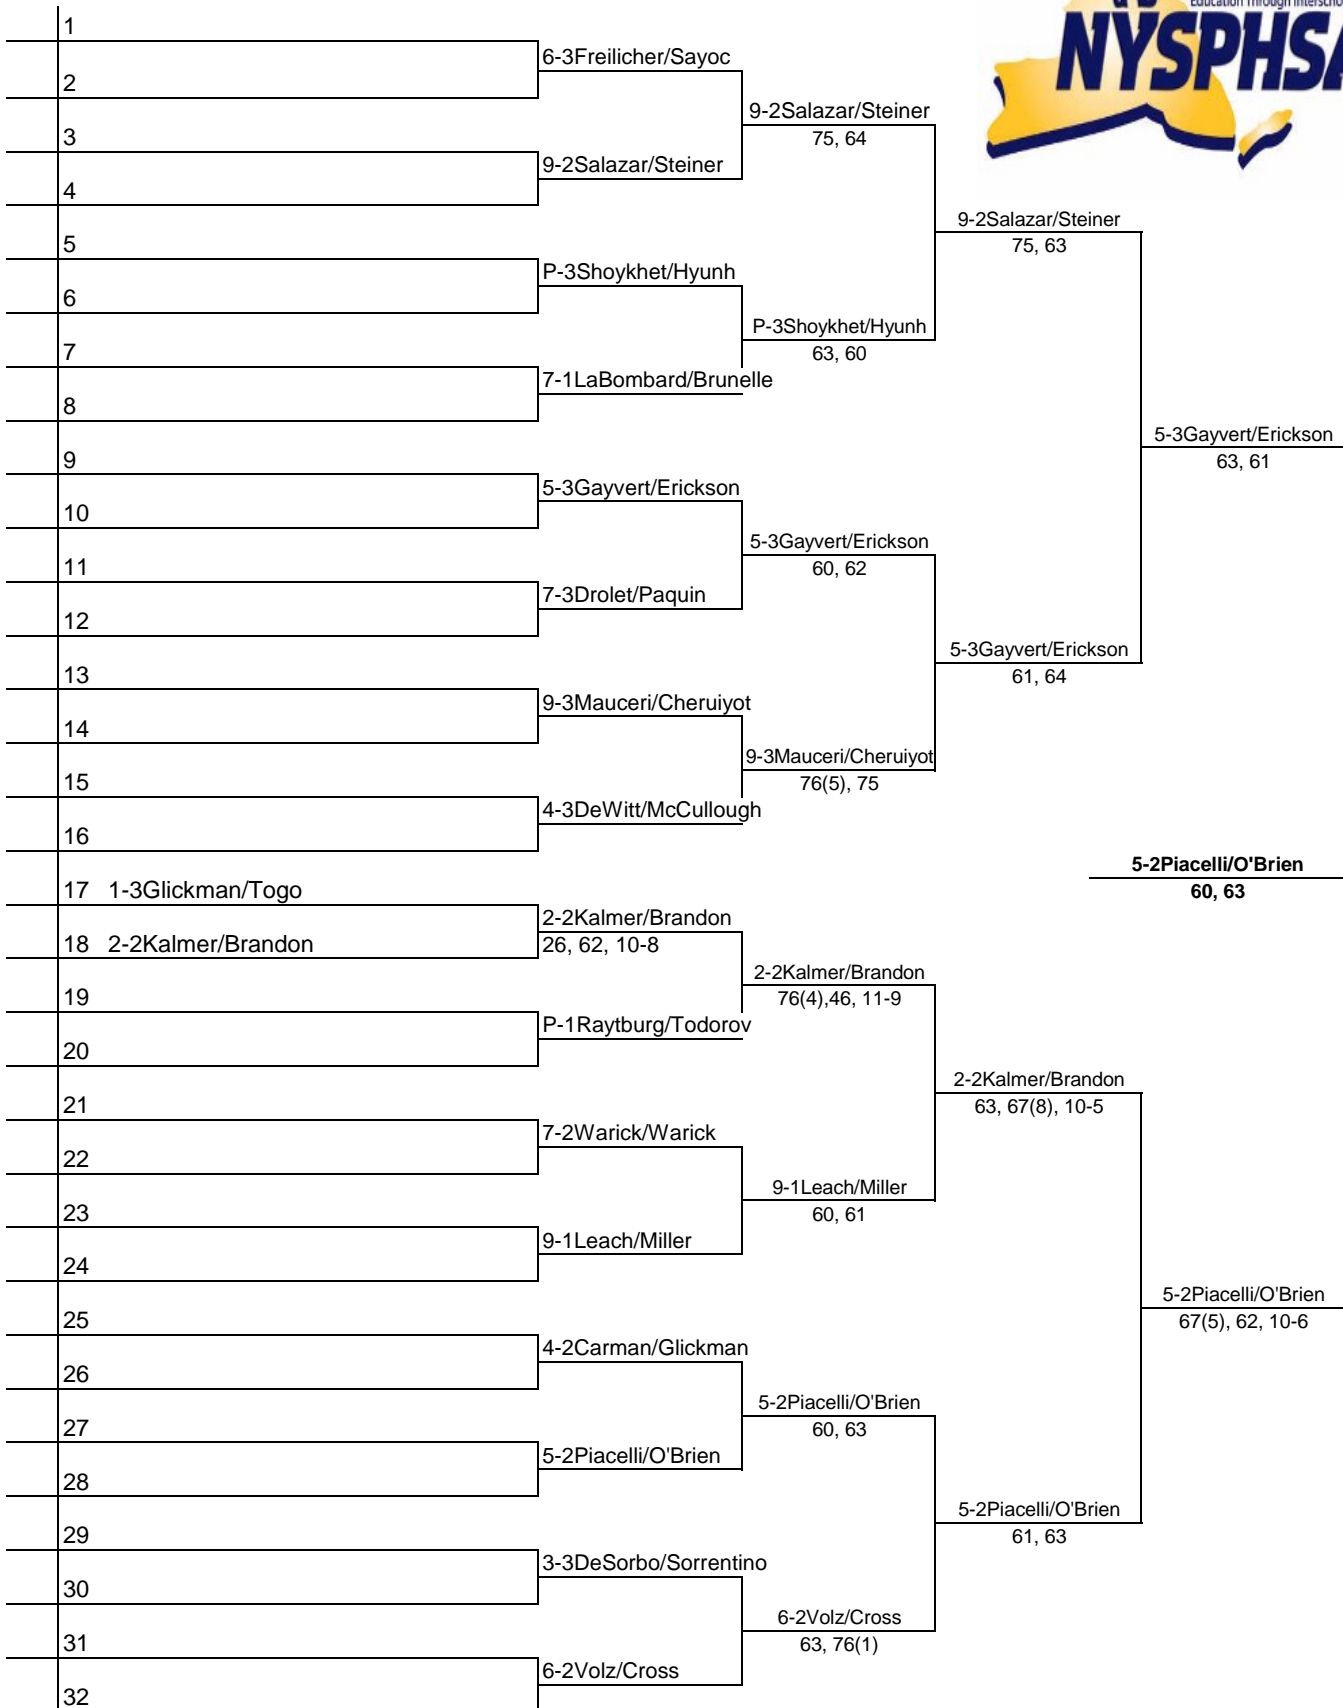 Education Through Interscho
NYSPHSA
1
6-3Freilicher/Sayoc
2
9-2Salazar/Steiner
75, 64
3
9-2Salazar/Steiner
4
9-2Salazar/Steiner
75, 63
5
P-3Shoykhet/Hyunh
6
P-3Shoykhet/Hyunh
63, 60
7
7-1LaBombard/Brunelle
8
5-3Gayvert/Erickson
63, 61
9
5-3Gayvert/Erickson
10
5-3Gayvert/Erickson
60, 62
11
7-3Drolet/Paquin
12
5-3Gayvert/Erickson
61, 64
13
9-3Mauceri/Cheruiyot
14
9-3Mauceri/Cheruiyot
76(5), 75
15
4-3DeWitt/McCullough
16
5-2Piacelli/O'Brien
60, 63
17 1-3Glickman/Togo
2-2Kalmer/Brandon
18 2-2Kalmer/Brandon
26, 62, 10-8
2-2Kalmer/Brandon
76(4),46, 11-9
19
P-1Raytburg/Todorov
20
2-2Kalmer/Brandon
63, 67(8), 10-5
21
7-2Warick/Warick
22
9-1Leach/Miller
60, 61
23
9-1Leach/Miller
24
5-2Piacelli/O'Brien
67(5), 62, 10-6
25
4-2Carman/Glickman
26
5-2Piacelli/O'Brien
60, 63
27
5-2Piacelli/O'Brien
28
5-2Piacelli/O'Brien
61, 63
29
3-3DeSorbo/Sorrentino
30
6-2Volz/Cross
63, 76(1)
31
6-2Volz/Cross
32